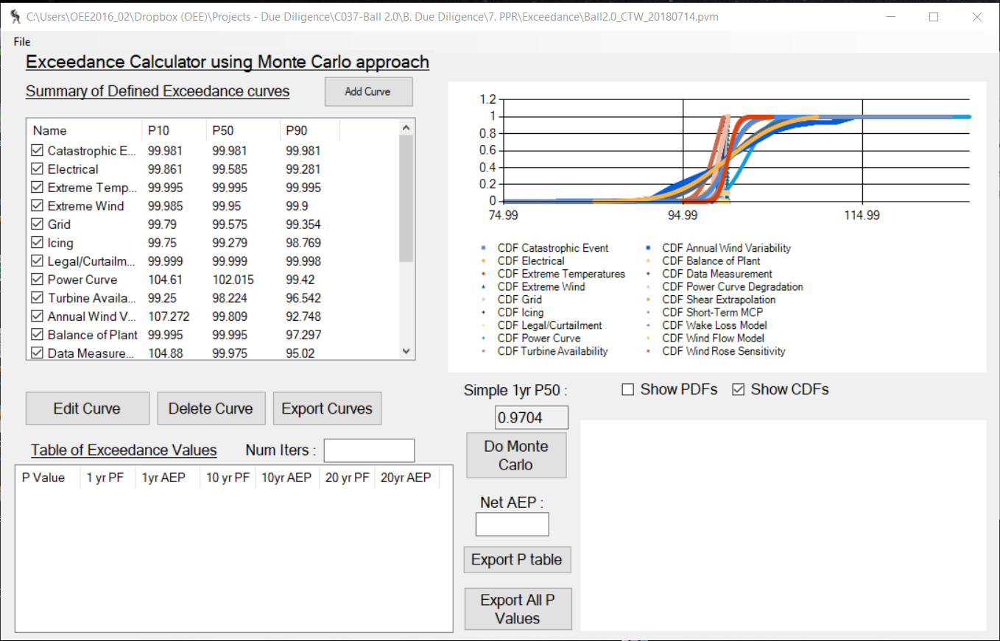 C:\Users\OEE2016_02\Dropbox (OEE)\Projects - Due Diligence\C037-Ball 2.0\B. Due Diligence\7. PPR\Exceedance\Ball2.0_CTW_20180714.pvm
File
Exceedance Calculator using Monte Carlo approach
Summary of Defined Exceedance curves
Add Curve
Name P10 P50 P90
Catastrophic E... 99.981 99.981 99.981
Electrical 99.861 99.585 99.281
Extreme Temp... 99.995 99.995 99.995
Extreme Wind 99.985 99.95 99.9
Grid 99.79 99.575 99.354
Icing 99.75 99.279 98.769
Legal/Curtailm... 99.999 99.999 99.998
Power Curve 104.61 102.015 99.42
Turbine Availa... 99.25 98.224 96.542
Annual Wind V... 107.272 99.809 92.748
Balance of Plant 99.995 99.995 97.297
Data Measure... 104.88 99.975 95.02
1.2
1
0.8
0.6
0.4
0.2
0
74.99 94.99 114.99
CDF Catastrophic Event CDF Annual Wind Variability
CDF Electrical CDF Balance of Plant
CDF Extreme Temperatures CDF Data Measurement
CDF Extreme Wind CDF Power Curve Degradation
CDF Grid CDF Shear Extrapolation
CDF Icing CDF Short-Term MCP
CDF Legal/Curtailment CDF Wake Loss Model
CDF Power Curve CDF Wind Flow Model
CDF Turbine Availability CDF Wind Rose Sensitivity
Edit Curve Delete Curve Export Curves
Simple 1yr P50 :
0.9704
Show PDFs Show CDFs
Table of Exceedance Values Num Iters :
Do Monte
Carlo
P Value 1 yr PF 1yr AEP 10 yr PF 10yr AEP 20 yr PF 20yr AEP
Net AEP :
Export P table
Export All P
Values